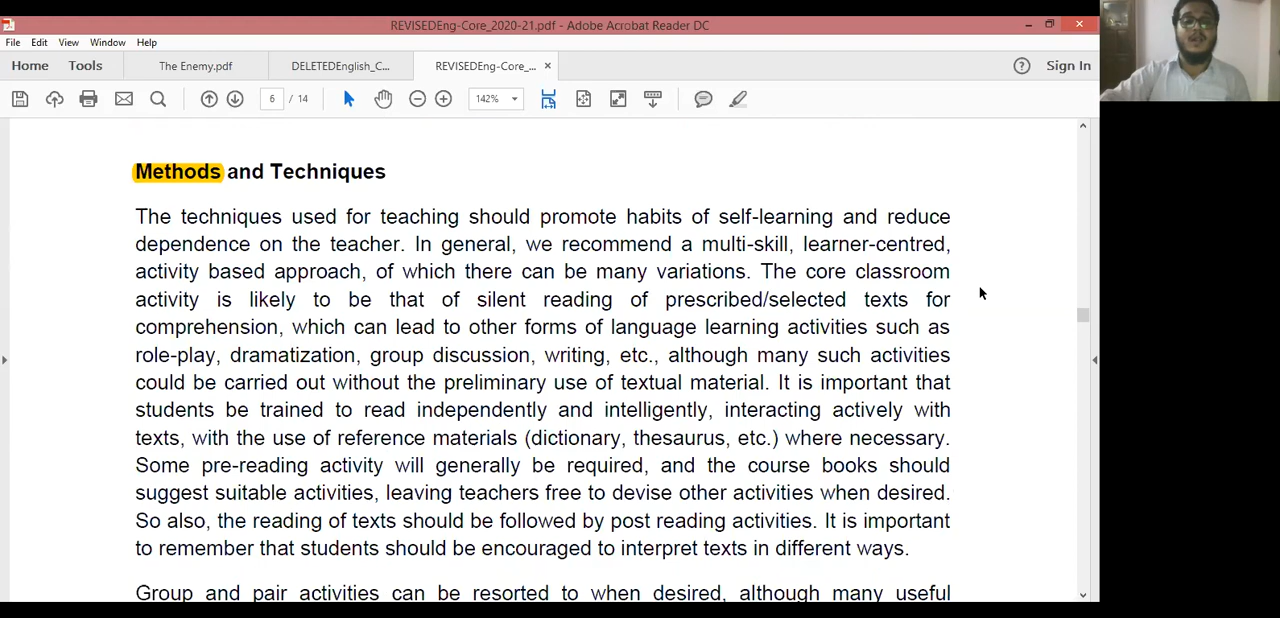 REVISEDEng-Core_2020-21.pdf - Adobe Acrobat Reader DC
File Edit View Window Help
Home Tools The Enemy.pdf DELETEDEnglish_C... REVISEDEng-Core_... × Sign In
6 / 14 142%
Methods and Techniques
The techniques used for teaching should promote habits of self-learning and reduce
dependence on the teacher. In general, we recommend a multi-skill, learner-centred,
activity based approach, of which there can be many variations. The core classroom
activity is likely to be that of silent reading of prescribed/selected texts for
comprehension, which can lead to other forms of language learning activities such as
role-play, dramatization, group discussion, writing, etc., although many such activities
could be carried out without the preliminary use of textual material. It is important that
students be trained to read independently and intelligently, interacting actively with
texts, with the use of reference materials (dictionary, thesaurus, etc.) where necessary.
Some pre-reading activity will generally be required, and the course books should
suggest suitable activities, leaving teachers free to devise other activities when desired.
So also, the reading of texts should be followed by post reading activities. It is important
to remember that students should be encouraged to interpret texts in different ways.
Group and pair activities can be resorted to when desired, although many useful